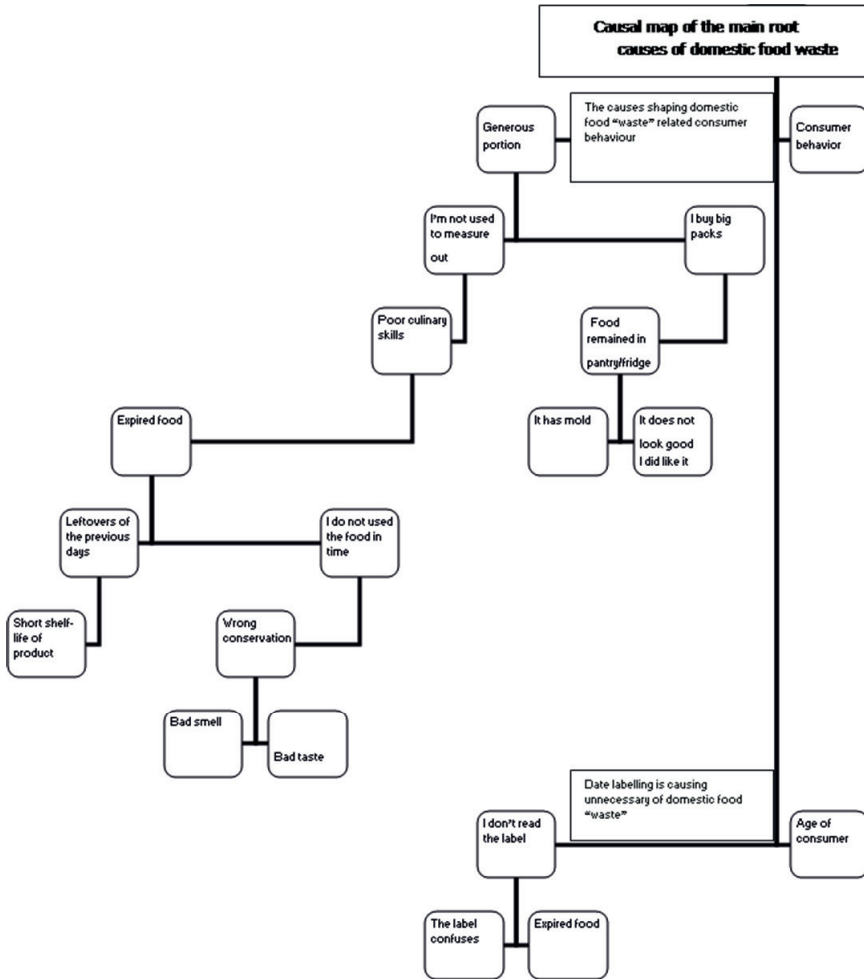 Causal map of the main root
causes of domestic food waste
Generous
portion
The causes shaping domestic
food “waste” related consumer
behaviour
Consumer
behavior
I'm not used
to measure
out
I buy big
packs
Poor culinary
skills
Food
remained in
pantry/fridge
Expired food
It has mold
It does not
look good
I did like it
Leftovers of
the previous
days
I do not used
the food in
time
Short shelf-
life of
product
Wrong
conservation
Bad smell
Bad taste
Date labelling is causing
unnecessary of domestic food
“waste”
I don't read
the label
Age of
consumer
The label
confuses
Expired food